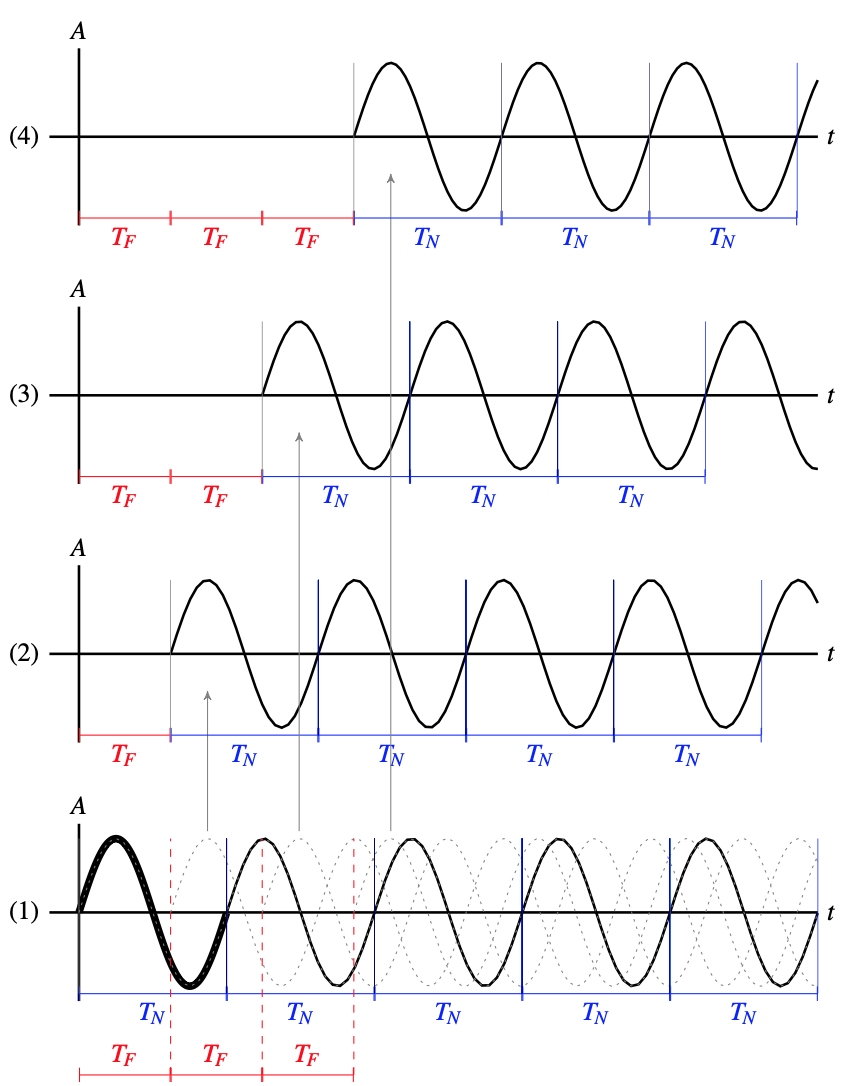 A
(4)
t
T_F T_F T_F T_N T_N T_N
A
(3)
t
T_F T_F T_N T_N T_N
A
(2)
t
T_F T_N T_N T_N T_N
A
(1)
t
T_N T_N T_N T_N T_N
T_F T_F T_F